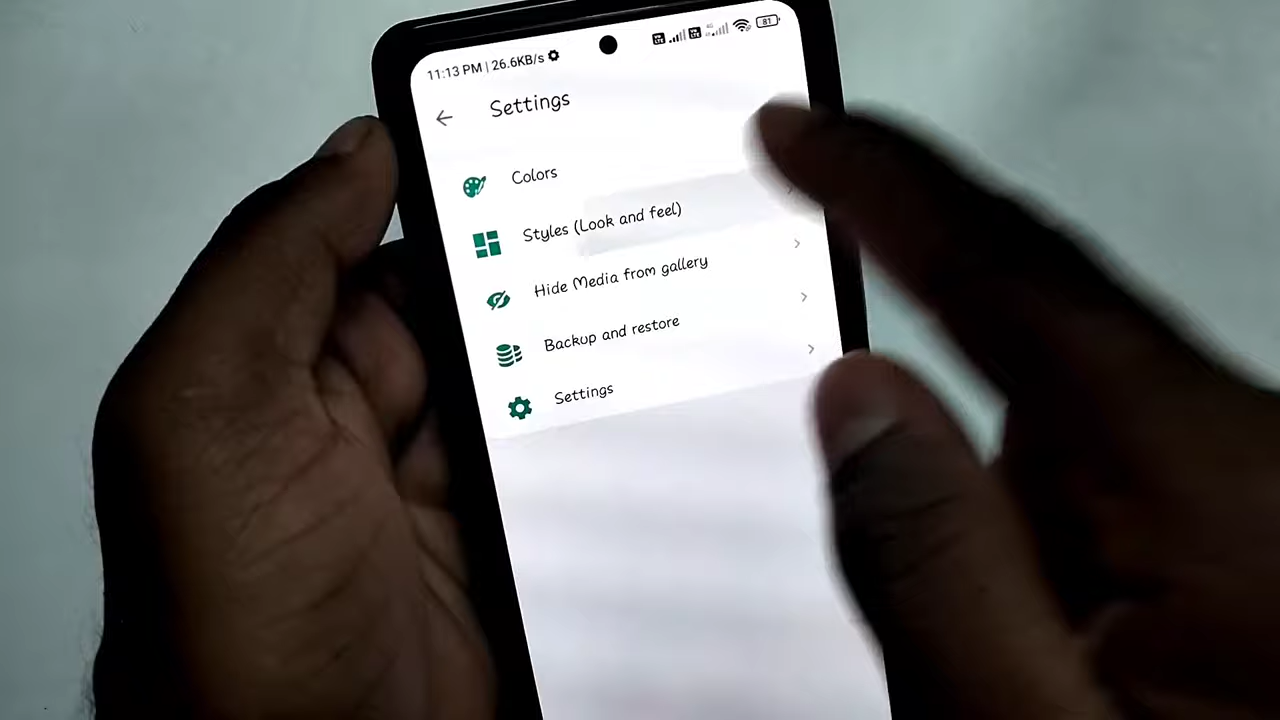 11:13 PM | 26.6KB/s
81
Settings
Colors
Styles (Look and feel)
Hide Media from gallery
Backup and restore
Settings